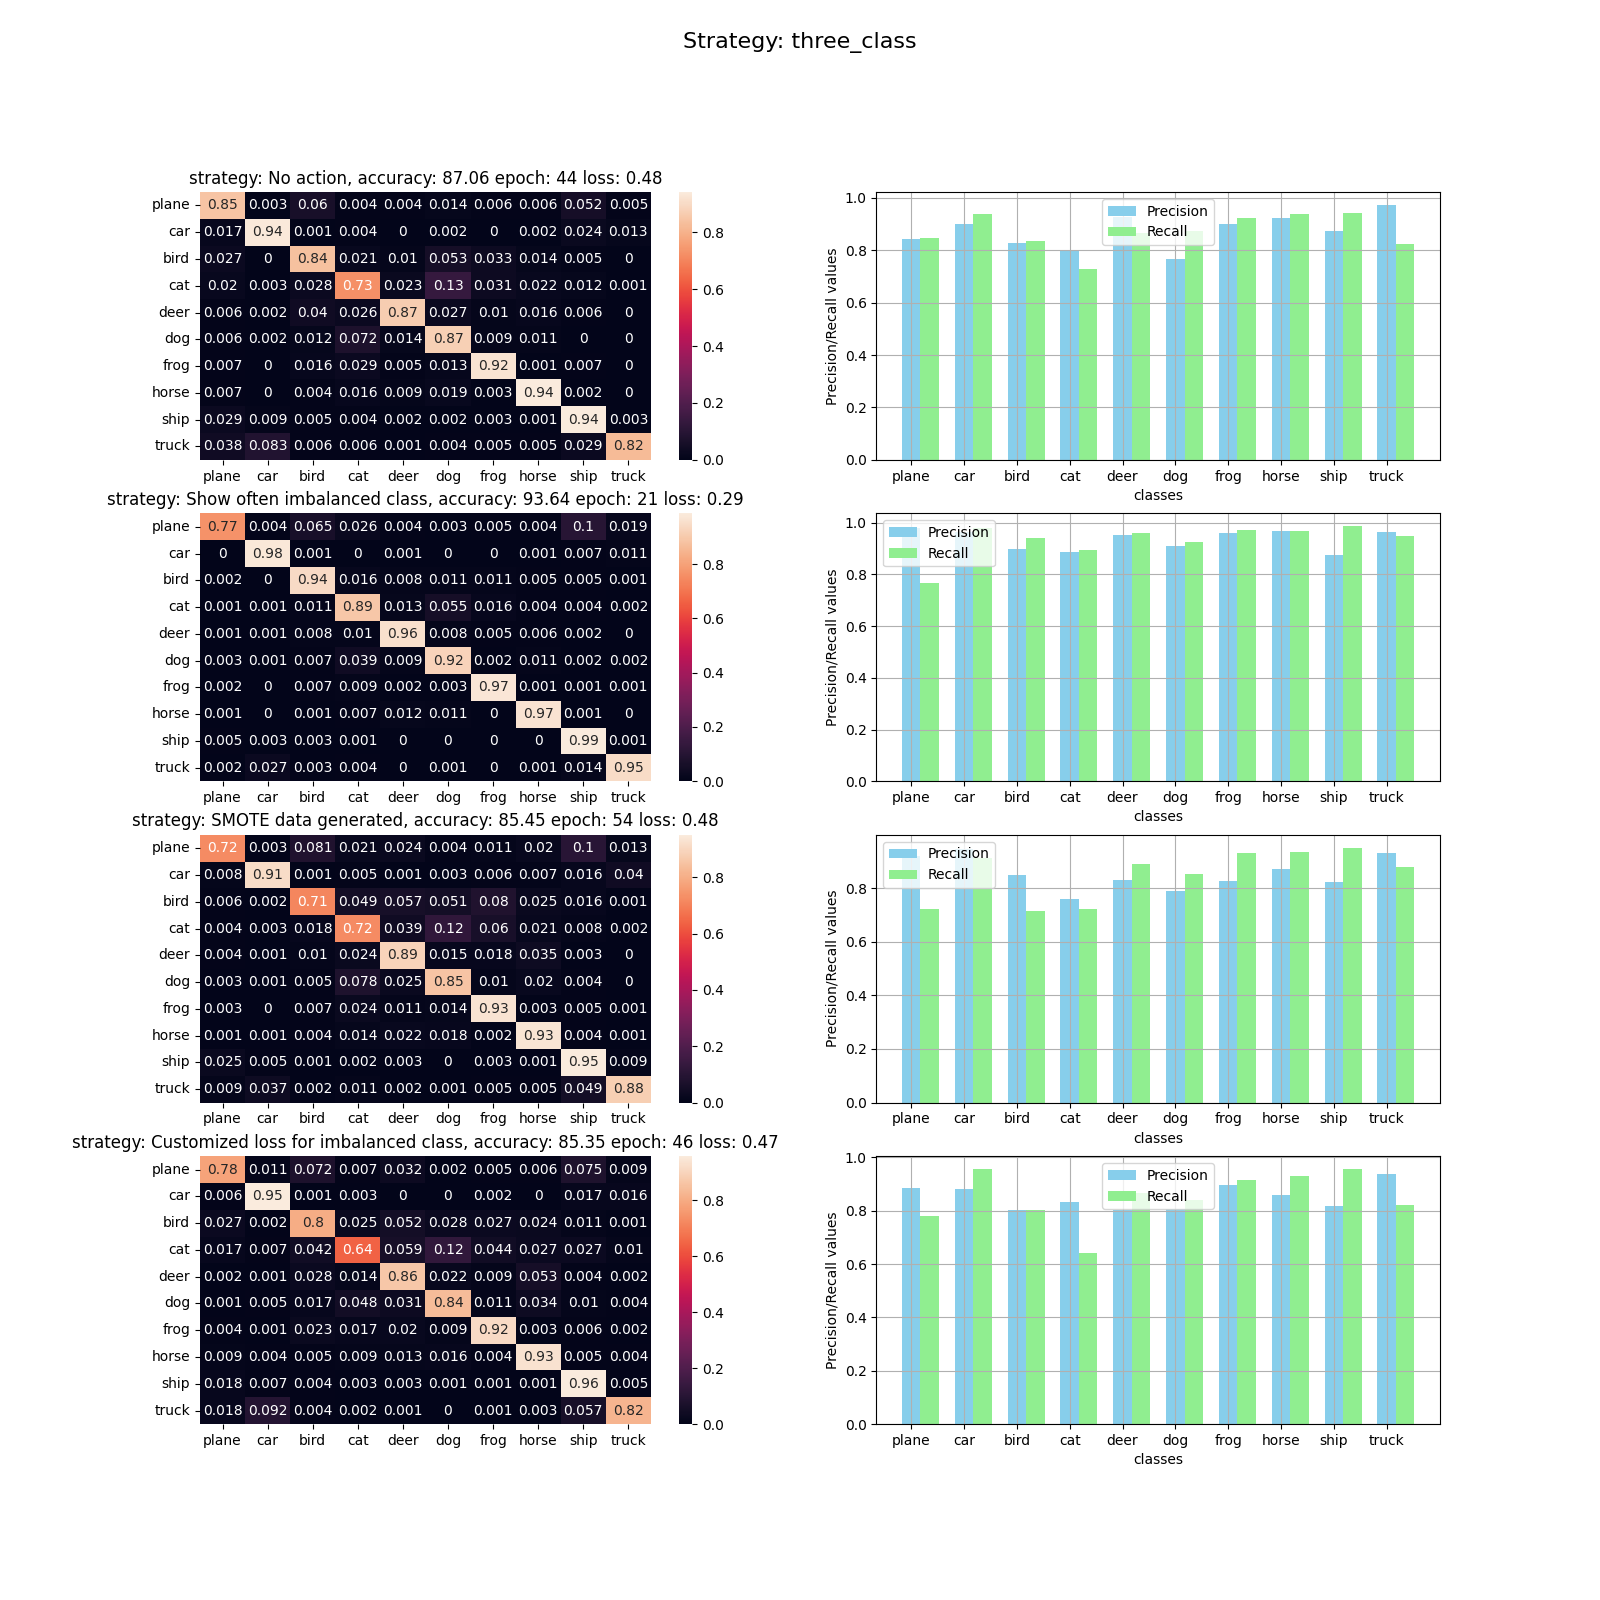 Strategy: three_class
strategy: No action, accuracy: 87.06 epoch: 44 loss: 0.48
plane 0.85 0.003 0.06 0.004 0.004 0.014 0.006 0.006 0.052 0.005
car 0.017 0.94 0.001 0.004 0 0.002 0 0.002 0.024 0.013
bird 0.027 0 0.84 0.021 0.01 0.053 0.033 0.014 0.005 0
cat 0.02 0.003 0.028 0.73 0.023 0.13 0.031 0.022 0.012 0.001
deer 0.006 0.002 0.04 0.026 0.87 0.027 0.01 0.016 0.006 0
dog 0.006 0.002 0.012 0.072 0.014 0.87 0.009 0.011 0 0
frog 0.007 0 0.016 0.029 0.005 0.013 0.92 0.001 0.007 0
horse 0.007 0 0.004 0.016 0.009 0.019 0.003 0.94 0.002 0
ship 0.029 0.009 0.005 0.004 0.002 0.002 0.003 0.001 0.94 0.003
truck 0.038 0.083 0.006 0.006 0.001 0.004 0.005 0.005 0.029 0.82
plane car bird cat deer dog frog horse ship truck
0.8
0.6
0.4
0.2
0.0
Precision/Recall values
1.0
0.8
0.6
0.4
0.2
0.0
Precision
Recall
plane car bird cat deer dog frog horse ship truck
classes
strategy: Show often imbalanced class, accuracy: 93.64 epoch: 21 loss: 0.29
plane 0.77 0.004 0.065 0.026 0.004 0.003 0.005 0.004 0.1 0.019
car 0 0.98 0.001 0 0.001 0 0 0.001 0.007 0.011
bird 0.002 0 0.94 0.016 0.008 0.011 0.011 0.005 0.005 0.001
cat 0.001 0.001 0.011 0.89 0.013 0.055 0.016 0.004 0.004 0.002
deer 0.001 0.001 0.008 0.01 0.96 0.008 0.005 0.006 0.002 0
dog 0.003 0.001 0.007 0.039 0.009 0.92 0.002 0.011 0.002 0.002
frog 0.002 0 0.007 0.009 0.002 0.003 0.97 0.001 0.001 0.001
horse 0.001 0 0.001 0.007 0.012 0.011 0 0.97 0.001 0
ship 0.005 0.003 0.003 0.001 0 0 0 0 0.99 0.001
truck 0.002 0.027 0.003 0.004 0 0.001 0 0.001 0.014 0.95
plane car bird cat deer dog frog horse ship truck
0.8
0.6
0.4
0.2
0.0
Precision/Recall values
1.0
0.8
0.6
0.4
0.2
0.0
Precision
Recall
plane car bird cat deer dog frog horse ship truck
classes
strategy: SMOTE data generated, accuracy: 85.45 epoch: 54 loss: 0.48
plane 0.72 0.003 0.081 0.021 0.024 0.004 0.011 0.02 0.1 0.013
car 0.008 0.91 0.001 0.005 0.001 0.003 0.006 0.007 0.016 0.04
bird 0.006 0.002 0.71 0.049 0.057 0.051 0.08 0.025 0.016 0.001
cat 0.004 0.003 0.018 0.72 0.039 0.12 0.06 0.021 0.008 0.002
deer 0.004 0.001 0.01 0.024 0.89 0.015 0.018 0.035 0.003 0
dog 0.003 0.001 0.005 0.078 0.025 0.85 0.01 0.02 0.004 0
frog 0.003 0 0.007 0.024 0.011 0.014 0.93 0.003 0.005 0.001
horse 0.001 0.001 0.004 0.014 0.022 0.018 0.002 0.93 0.004 0.001
ship 0.025 0.005 0.001 0.002 0.003 0 0.003 0.001 0.95 0.009
truck 0.009 0.037 0.002 0.011 0.002 0.001 0.005 0.005 0.049 0.88
plane car bird cat deer dog frog horse ship truck
0.8
0.6
0.4
0.2
0.0
Precision/Recall values
0.8
0.6
0.4
0.2
0.0
Precision
Recall
plane car bird cat deer dog frog horse ship truck
classes
strategy: Customized loss for imbalanced class, accuracy: 85.35 epoch: 46 loss: 0.47
plane 0.78 0.011 0.072 0.007 0.032 0.002 0.005 0.006 0.075 0.009
car 0.006 0.95 0.001 0.003 0 0 0.002 0 0.017 0.016
bird 0.027 0.002 0.8 0.025 0.052 0.028 0.027 0.024 0.011 0.001
cat 0.017 0.007 0.042 0.64 0.059 0.12 0.044 0.027 0.027 0.01
deer 0.002 0.001 0.028 0.014 0.86 0.022 0.009 0.053 0.004 0.002
dog 0.001 0.005 0.017 0.048 0.031 0.84 0.011 0.034 0.01 0.004
frog 0.004 0.001 0.023 0.017 0.02 0.009 0.92 0.003 0.006 0.002
horse 0.009 0.004 0.005 0.009 0.013 0.016 0.004 0.93 0.005 0.004
ship 0.018 0.007 0.004 0.003 0.003 0.001 0.001 0.001 0.96 0.005
truck 0.018 0.092 0.004 0.002 0.001 0 0.001 0.003 0.057 0.82
plane car bird cat deer dog frog horse ship truck
0.8
0.6
0.4
0.2
0.0
Precision/Recall values
1.0
0.8
0.6
0.4
0.2
0.0
Precision
Recall
plane car bird cat deer dog frog horse ship truck
classes